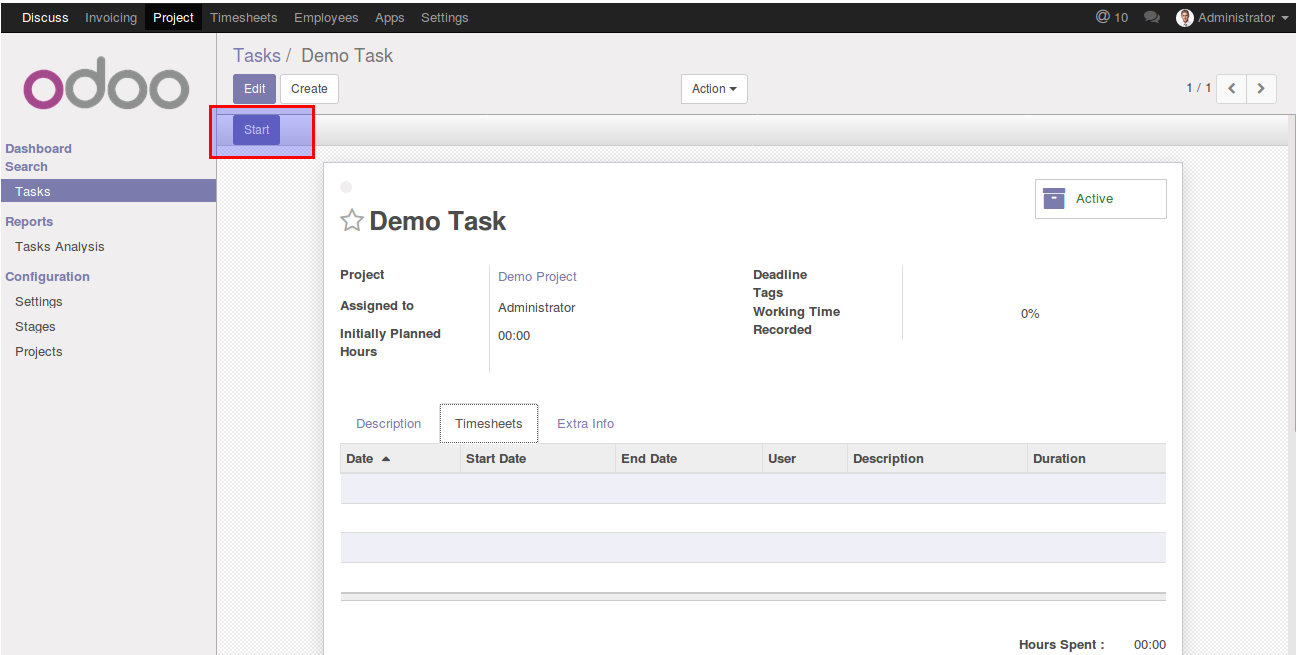 Discuss Invoicing Project Timesheets Employees Apps Settings @ 10 Administrator
odoo
Dashboard
Search
Tasks
Reports
Tasks Analysis
Configuration
Settings
Stages
Projects
Tasks / Demo Task
Edit Create Action 1 / 1
Start
Active
Demo Task
Project Demo Project
Assigned to Administrator
Initially Planned Hours 00:00
Deadline
Tags
Working Time Recorded 0%
Description Timesheets Extra Info
Date Start Date End Date User Description Duration
Hours Spent : 00:00